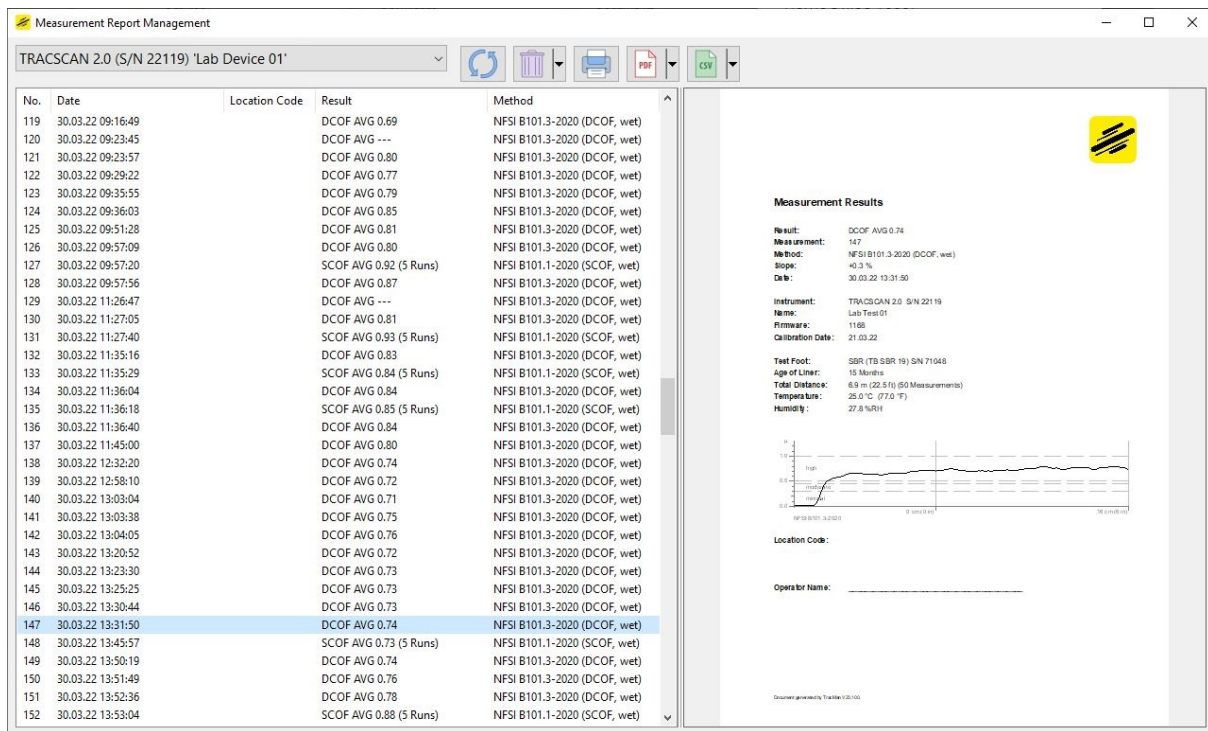 Measurement Report Management
TRACSCAN 2.0 (S/N 22119) 'Lab Device 01'
PDF
CSV
No. Date Location Code Result Method
119 30.03.22 09:16:49 DCOF AVG 0.69 NFSI B101.3-2020 (DCOF, wet)
120 30.03.22 09:23:45 DCOF AVG --- NFSI B101.3-2020 (DCOF, wet)
121 30.03.22 09:23:57 DCOF AVG 0.80 NFSI B101.3-2020 (DCOF, wet)
122 30.03.22 09:29:22 DCOF AVG 0.77 NFSI B101.3-2020 (DCOF, wet)
123 30.03.22 09:35:55 DCOF AVG 0.79 NFSI B101.3-2020 (DCOF, wet)
124 30.03.22 09:36:03 DCOF AVG 0.85 NFSI B101.3-2020 (DCOF, wet)
125 30.03.22 09:51:28 DCOF AVG 0.81 NFSI B101.3-2020 (DCOF, wet)
126 30.03.22 09:57:09 DCOF AVG 0.80 NFSI B101.3-2020 (DCOF, wet)
127 30.03.22 09:57:20 SCOF AVG 0.92 (5 Runs) NFSI B101.1-2020 (SCOF, wet)
128 30.03.22 09:57:56 DCOF AVG 0.87 NFSI B101.3-2020 (DCOF, wet)
129 30.03.22 11:26:47 DCOF AVG --- NFSI B101.3-2020 (DCOF, wet)
130 30.03.22 11:27:05 DCOF AVG 0.81 NFSI B101.3-2020 (DCOF, wet)
131 30.03.22 11:27:40 SCOF AVG 0.93 (5 Runs) NFSI B101.1-2020 (SCOF, wet)
132 30.03.22 11:35:16 DCOF AVG 0.83 NFSI B101.3-2020 (DCOF, wet)
133 30.03.22 11:35:29 SCOF AVG 0.84 (5 Runs) NFSI B101.1-2020 (SCOF, wet)
134 30.03.22 11:36:04 DCOF AVG 0.84 NFSI B101.3-2020 (DCOF, wet)
135 30.03.22 11:36:18 SCOF AVG 0.85 (5 Runs) NFSI B101.1-2020 (SCOF, wet)
136 30.03.22 11:36:40 DCOF AVG 0.84 NFSI B101.3-2020 (DCOF, wet)
137 30.03.22 11:45:00 DCOF AVG 0.80 NFSI B101.3-2020 (DCOF, wet)
138 30.03.22 12:32:20 DCOF AVG 0.74 NFSI B101.3-2020 (DCOF, wet)
139 30.03.22 12:58:10 DCOF AVG 0.72 NFSI B101.3-2020 (DCOF, wet)
140 30.03.22 13:03:04 DCOF AVG 0.71 NFSI B101.3-2020 (DCOF, wet)
141 30.03.22 13:03:38 DCOF AVG 0.75 NFSI B101.3-2020 (DCOF, wet)
142 30.03.22 13:04:05 DCOF AVG 0.76 NFSI B101.3-2020 (DCOF, wet)
143 30.03.22 13:20:52 DCOF AVG 0.72 NFSI B101.3-2020 (DCOF, wet)
144 30.03.22 13:23:30 DCOF AVG 0.73 NFSI B101.3-2020 (DCOF, wet)
145 30.03.22 13:25:25 DCOF AVG 0.73 NFSI B101.3-2020 (DCOF, wet)
146 30.03.22 13:30:44 DCOF AVG 0.73 NFSI B101.3-2020 (DCOF, wet)
147 30.03.22 13:31:50 DCOF AVG 0.74 NFSI B101.3-2020 (DCOF, wet)
148 30.03.22 13:45:57 SCOF AVG 0.73 (5 Runs) NFSI B101.1-2020 (SCOF, wet)
149 30.03.22 13:50:19 DCOF AVG 0.74 NFSI B101.3-2020 (DCOF, wet)
150 30.03.22 13:51:49 DCOF AVG 0.76 NFSI B101.3-2020 (DCOF, wet)
151 30.03.22 13:52:36 DCOF AVG 0.78 NFSI B101.3-2020 (DCOF, wet)
152 30.03.22 13:53:04 SCOF AVG 0.88 (5 Runs) NFSI B101.1-2020 (SCOF, wet)
Measurement Results
Result: DCOF AVG 0.74
Measurement: 147
Method: NFSI B101.3-2020 (DCOF, wet)
Slope: +0.3 %
Date: 30.03.22 13:31:50
Instrument: TRACSCAN 2.0 S/N 22119
Name: Lab Test 01
Firmware: 1168
Calibration Date: 21.03.22
Test Foot: SBR (TB SBR 19) S/N 71048
Age of Liner: 15 Months
Total Distance: 6.9 m (22.5 ft) (50 Measurements)
Temperature: 25.0 °C (77.0 °F)
Humidity: 27.8 %RH
1.0
high
0.5
moderate
minimal
0.0
NFSI B101.3-2020
Location Code:
Operator Name: